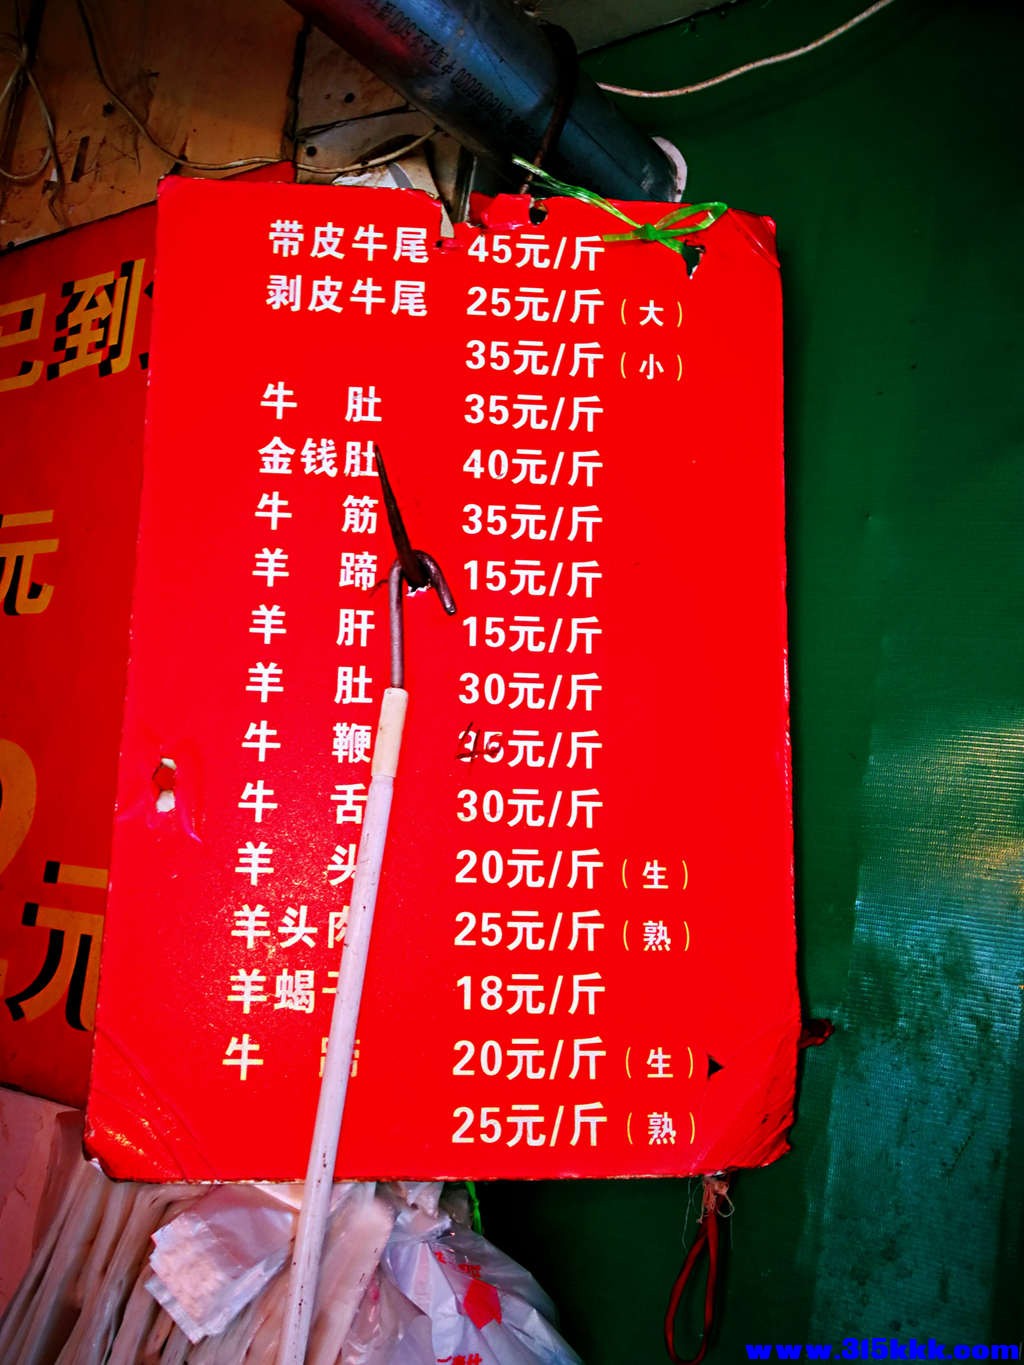 带皮牛尾 45元/斤
剥皮牛尾 25元/斤（大）
35元/斤（小）
牛肚 35元/斤
金钱肚 40元/斤
牛筋 35元/斤
羊蹄 15元/斤
羊肝 15元/斤
羊肚 30元/斤
牛鞭 元/斤
牛舌 30元/斤
羊头 20元/斤（生）
羊头肉 25元/斤（熟）
羊蝎子 18元/斤
牛蹄 20元/斤（生）
25元/斤（熟）
到
元
元
www.315kkk.com